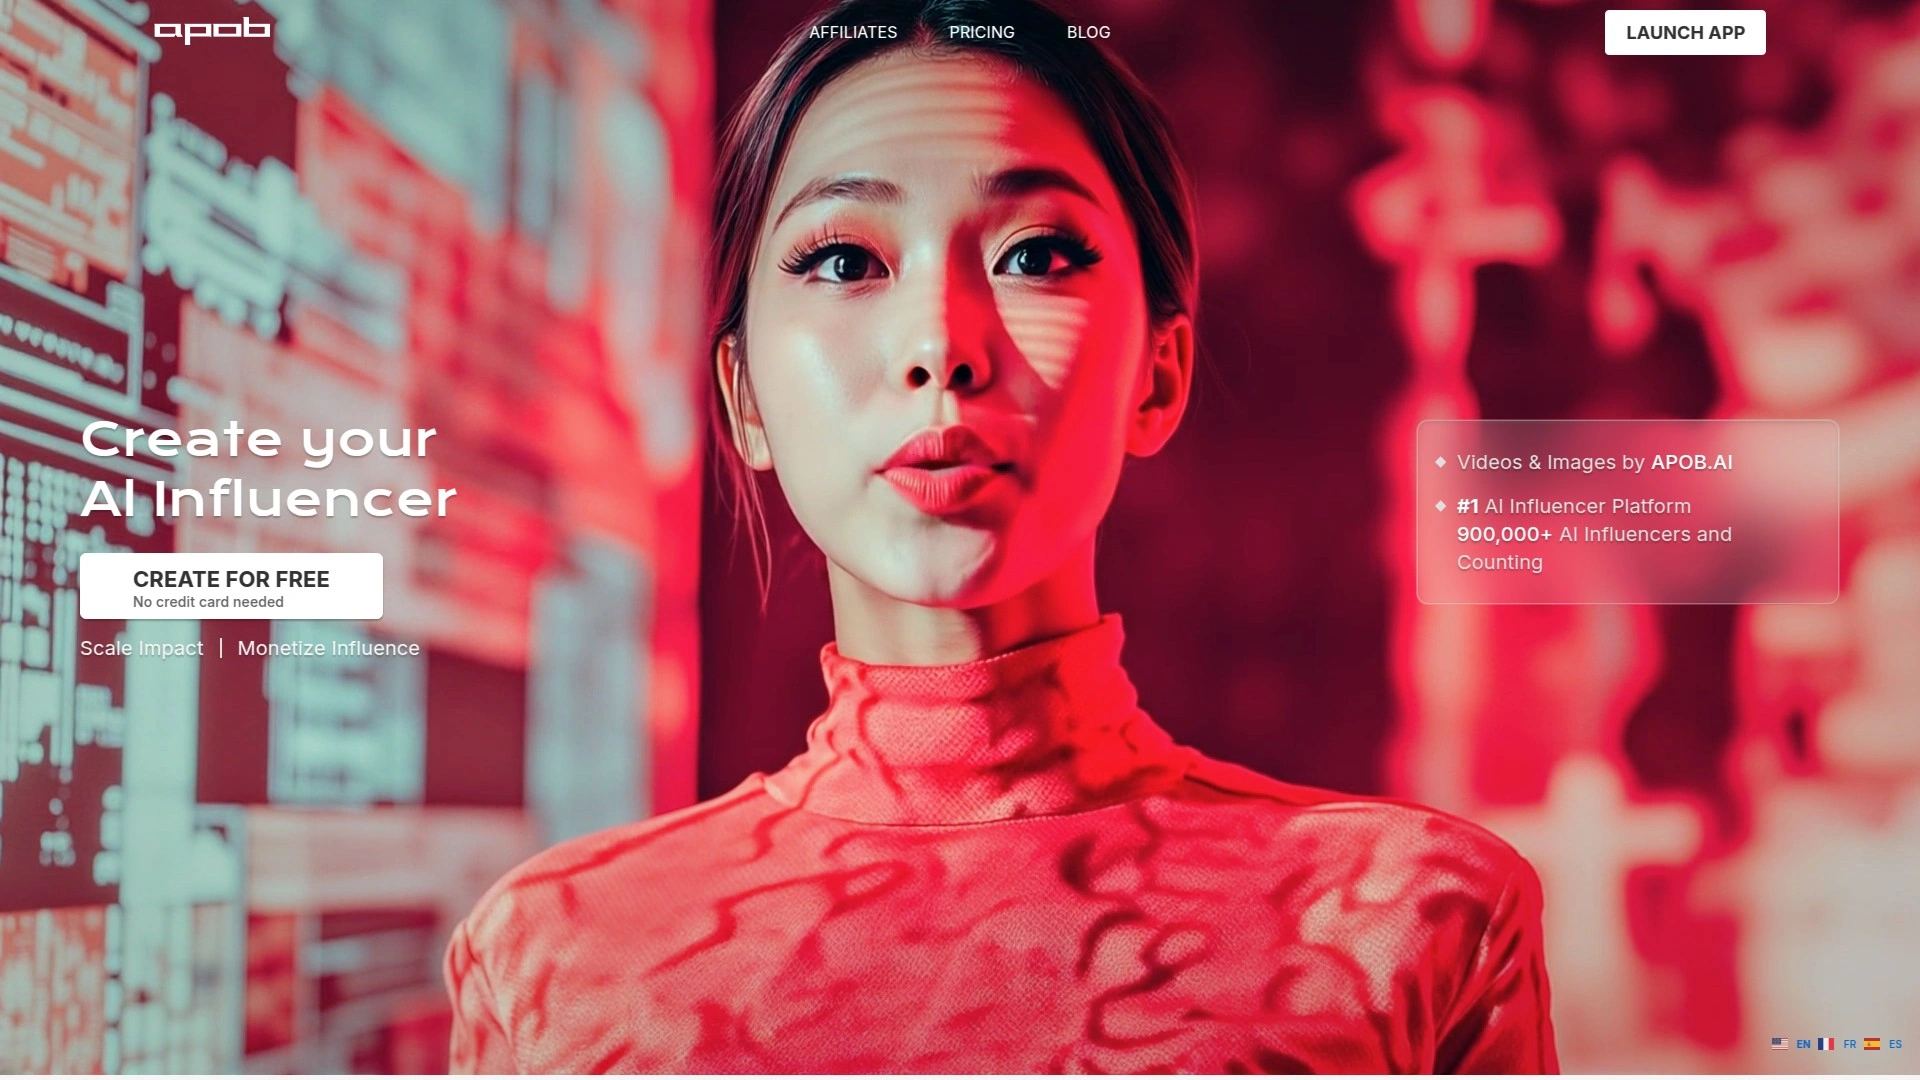 apob
AFFILIATES
PRICING
BLOG
LAUNCH APP
Create your
AI Influencer
CREATE FOR FREE
No credit card needed
Scale Impact | Monetize Influence
Videos & Images by APOB.AI
#1 AI Influencer Platform
900,000+ AI Influencers and
Counting
EN
FR
ES